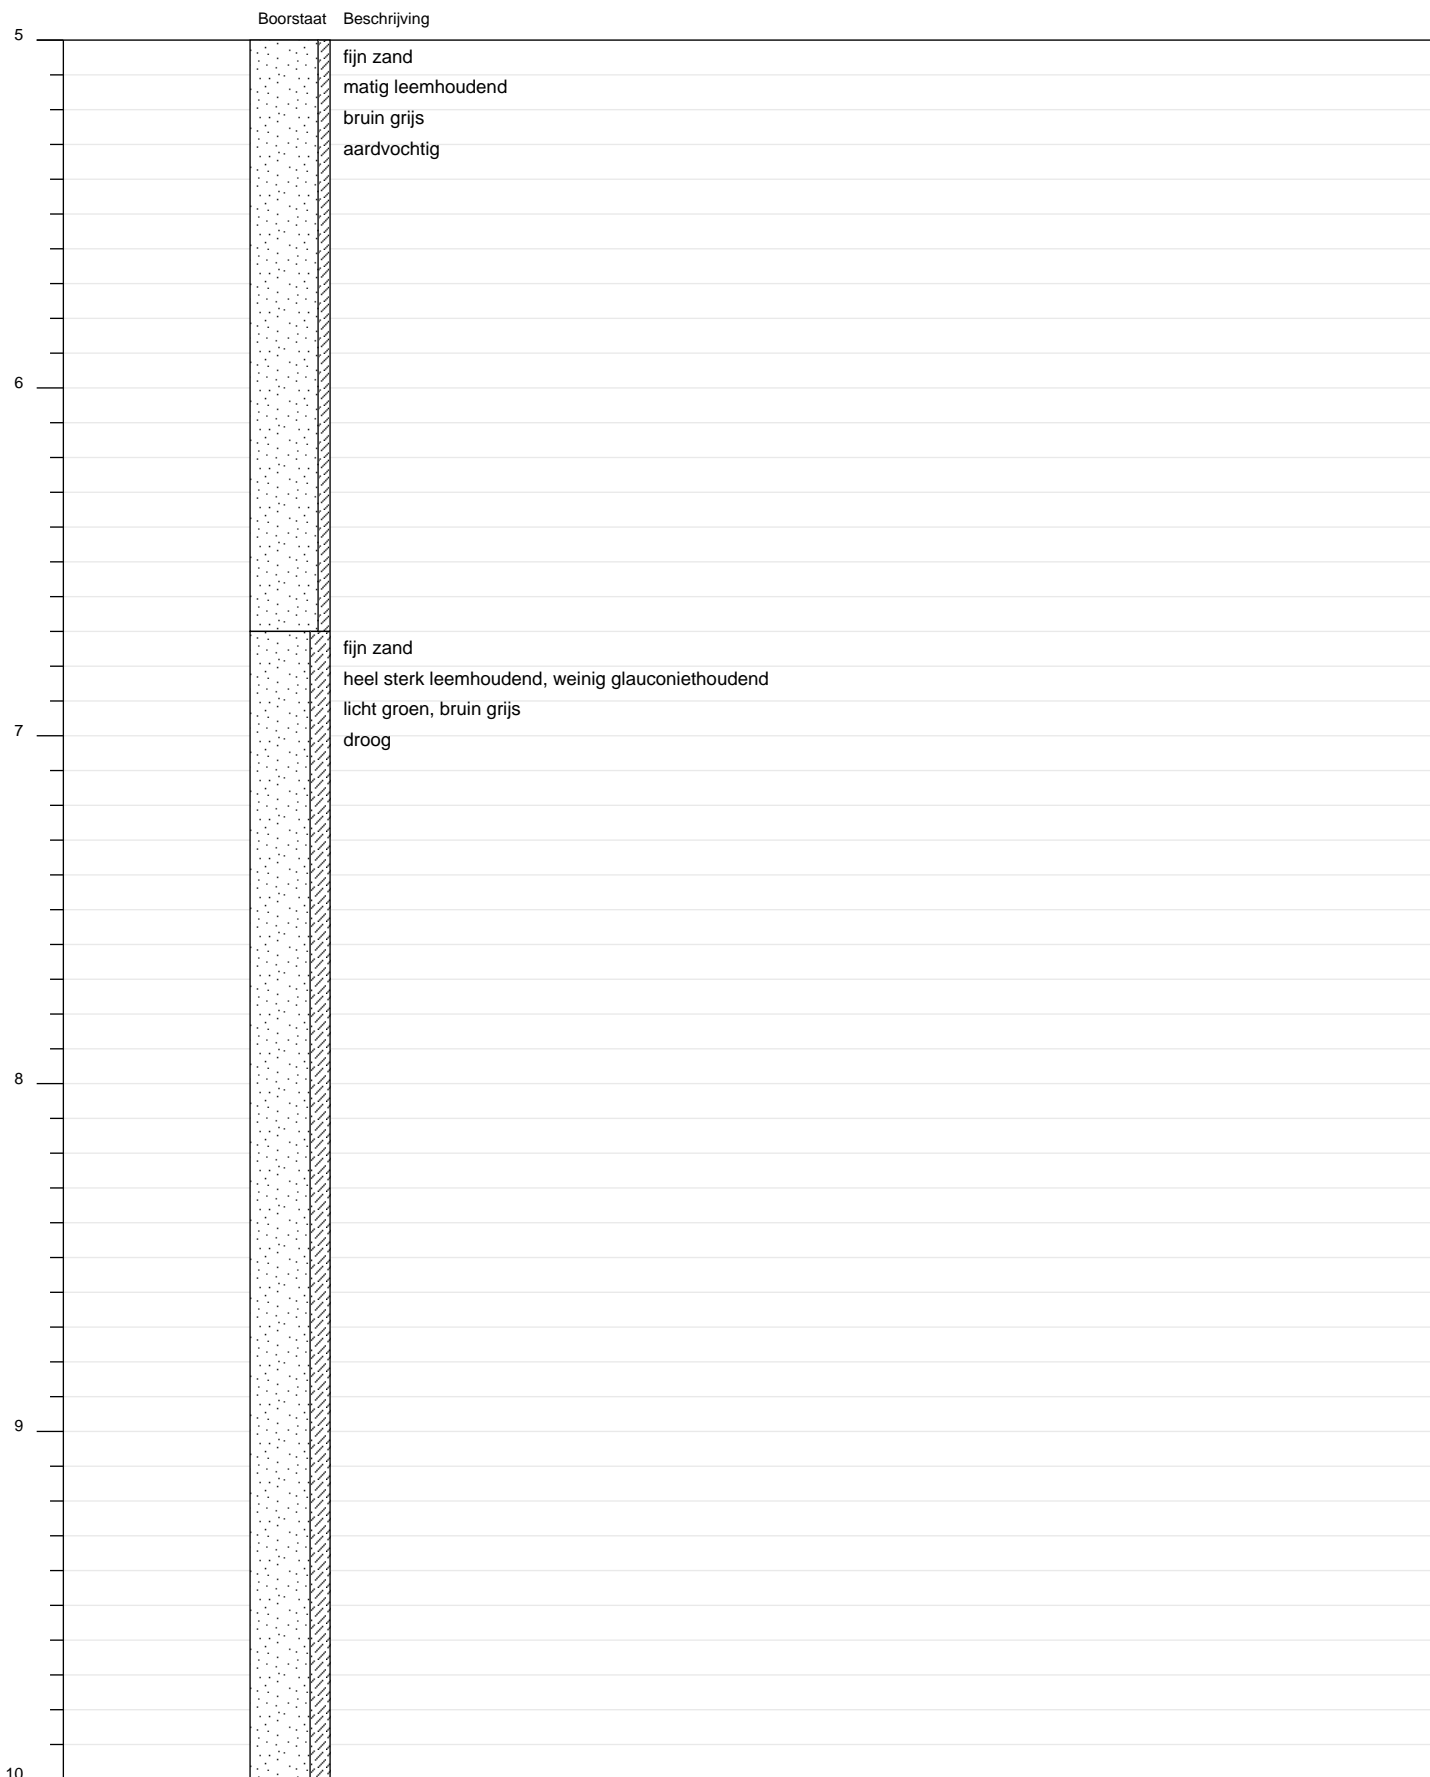 Boorstaat Beschrijving
5
fijn zand
matig leemhoudend
bruin grijs
aardvochtig
6
fijn zand
heel sterk leemhoudend, weinig glauconiethoudend
licht groen, bruin grijs
7
droog
8
9
10